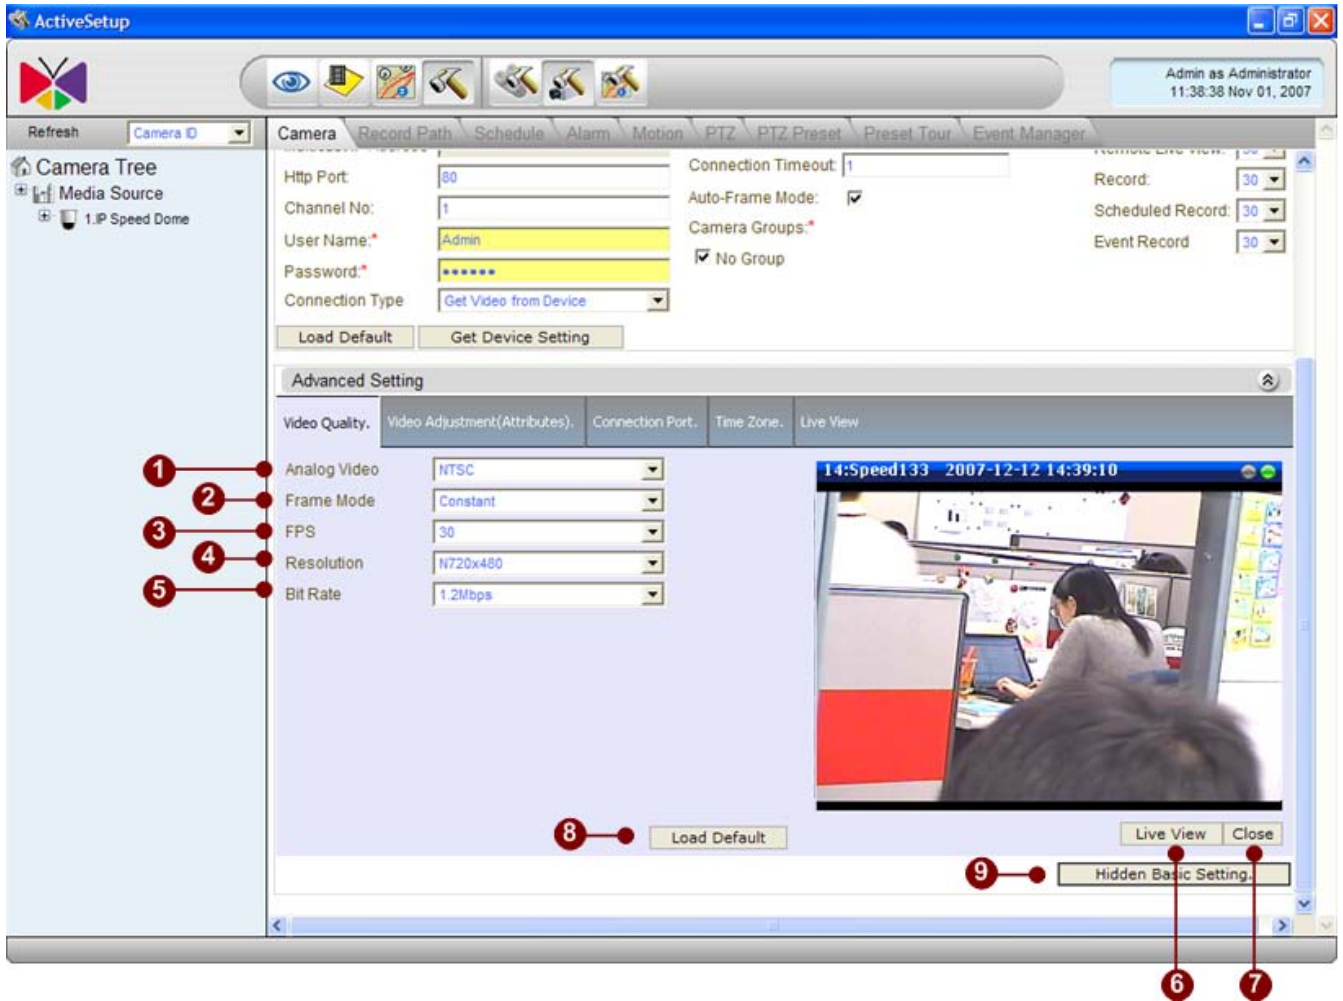 ActiveSetup
Admin as Administrator
11:38:38 Nov 01, 2007
Refresh Camera ID
Camera Record Path Schedule Alarm Motion PTZ PTZ Preset Preset Tour Event Manager
Camera Tree
Media Source
1.IP Speed Dome
Http Port: 80
Channel No: 1
User Name:* Admin
Password:* ••••••
Connection Type Get Video from Device
Connection Timeout: 1
Auto-Frame Mode:
Camera Groups:*
No Group
Remote Live View: 30
Record: 30
Scheduled Record: 30
Event Record 30
Load Default Get Device Setting
Advanced Setting
Video Quality. Video Adjustment(Attributes). Connection Port. Time Zone. Live View
1 Analog Video NTSC
2 Frame Mode Constant
3 FPS 30
4 Resolution N720x480
5 Bit Rate 1.2Mbps
14:Speed133 2007-12-12 14:39:10
8 Load Default
Live View Close
9 Hidden Basic Setting.
6 7